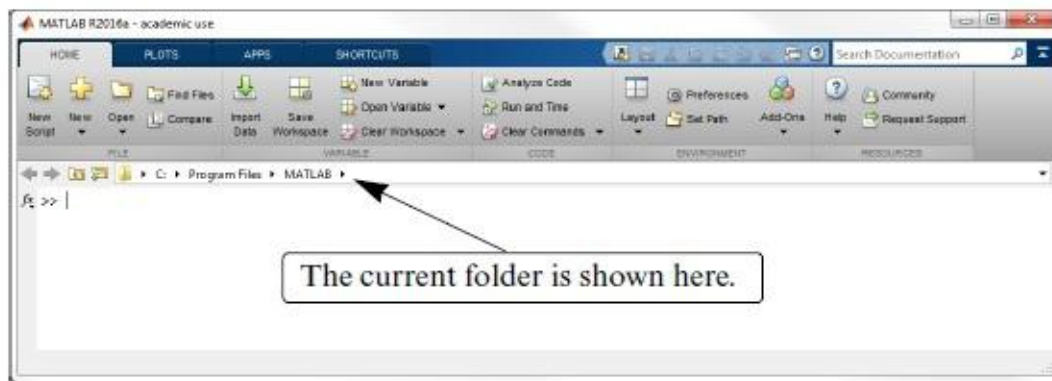 MATLAB R2016a - academic use
HOME PLOTS APPS SHORTCUTS Search Documentation
New Script New Open Find Files Compare Import Data Save Workspace New Variable Open Variable Clear Workspace Analyze Code Run and Time Clear Commands Layout Preferences Set Path Add-Ons Help Community Request Support
FILE VARIABLE CODE ENVIRONMENT RESOURCES
C: Program Files MATLAB
fx >>
The current folder is shown here.